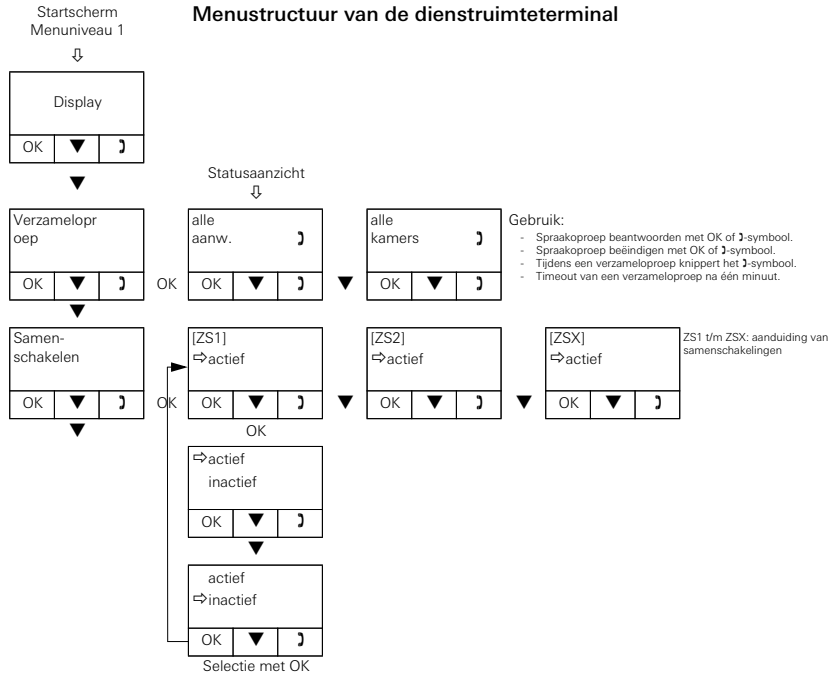 Menustructuur van de dienstruimteterminal
Startscherm
Menuniveau 1
Display
OK
Statusaanzicht
Verzamelopr
oep
OK
OK
alle
aanw.
OK
alle
kamers
OK
Gebruik:
- Spraakoproep beantwoorden met OK of -symbool.
- Spraakoproep beëindigen met OK of -symbool.
- Tijdens een verzameloproep knippert het -symbool.
- Timeout van een verzameloproep na één minuut.
Samen-
schakelen
OK
OK
[ZS1]
⇨actief
OK
[ZS2]
⇨actief
OK
[ZSX]
⇨actief
OK
ZS1 t/m ZSX: aanduiding van
samenschakelingen
OK
⇨actief
inactief
OK
actief
⇨inactief
OK
Selectie met OK